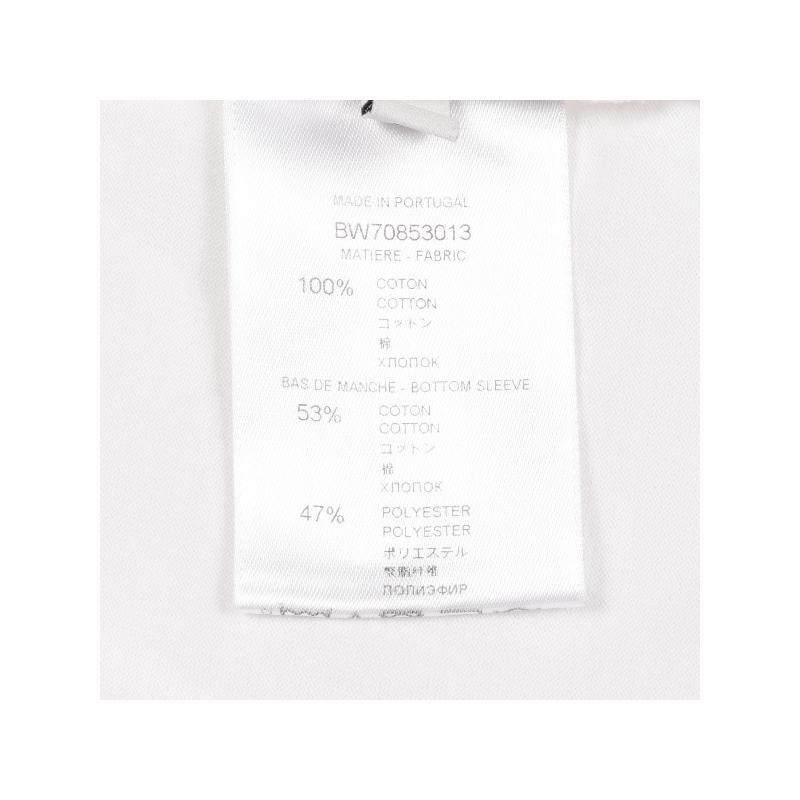 MADE IN PORTUGAL
BW70853013
MATIERE - FABRIC
100% COTON
COTTON
コットン
棉
ХЛОПОК
BAS DE MANCHE - BOTTOM SLEEVE
53% COTON
COTTON
コットン
棉
ХЛОПОК
47% POLYESTER
POLYESTER
ポリエステル
聚脂纤维
ПОЛИЭФИР